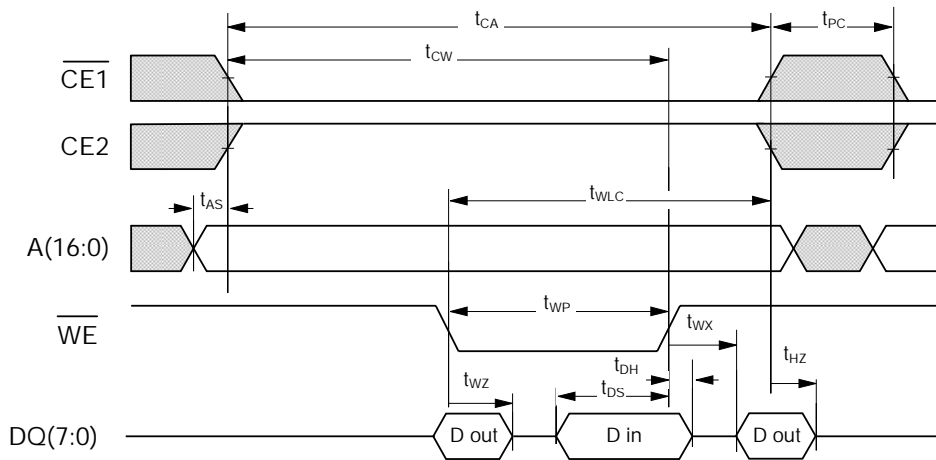 tCA
tPC
tCW
CE1
CE2
tAS
tWLC
A(16:0)
tWP
WE
tWX
tHZ
tDH
tWZ
tDS
DQ(7:0)
D out
D in
D out